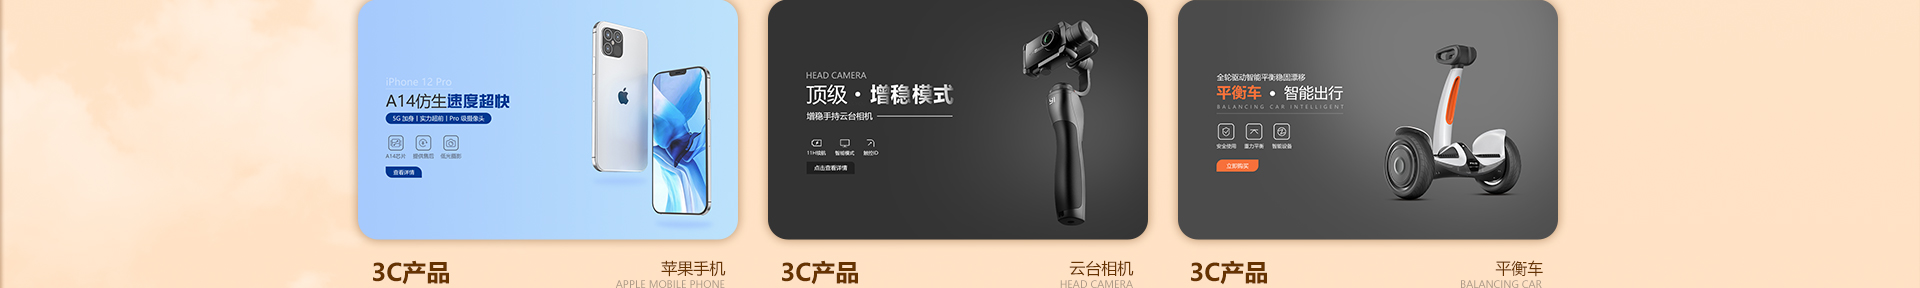 iPhone 12 Pro
A14仿生速度超快
5G 加身丨实力超前丨Pro 级摄像头
A14芯片 提供售后 低光摄影
查看详情
HEAD CAMERA
顶级·增稳模式
增稳手持云台相机
11H续航 智能模式 触控ID
点击查看详情
全轮驱动智能平衡稳固漂移
平衡车·智能出行
BALANCING CAR INTELLIGENT
安全使用 重力平衡 智能设备
立即购买
3C产品 苹果手机
APPLE MOBILE PHONE
3C产品 云台相机
HEAD CAMERA
3C产品 平衡车
BALANCING CAR